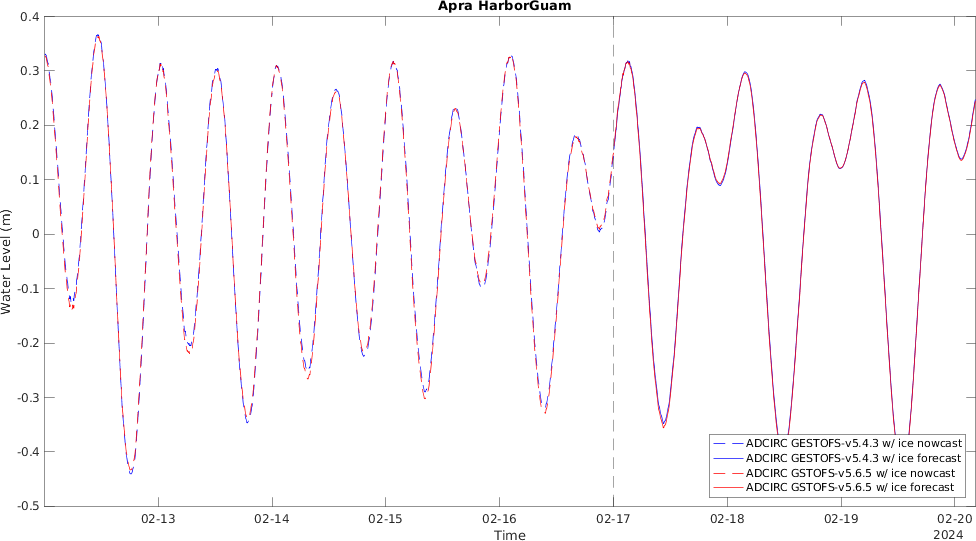 Apra HarborGuam
0.4
0.3
0.2
0.1
0
-0.1
-0.2
-0.3
-0.4
-0.5
Water Level (m)
ADCIRC GESTOFS-v5.4.3 w/ ice nowcast
ADCIRC GESTOFS-v5.4.3 w/ ice forecast
ADCIRC GSTOFS-v5.6.5 w/ ice nowcast
ADCIRC GSTOFS-v5.6.5 w/ ice forecast
02-13 02-14 02-15 02-16 02-17 02-18 02-19 02-20
Time 2024